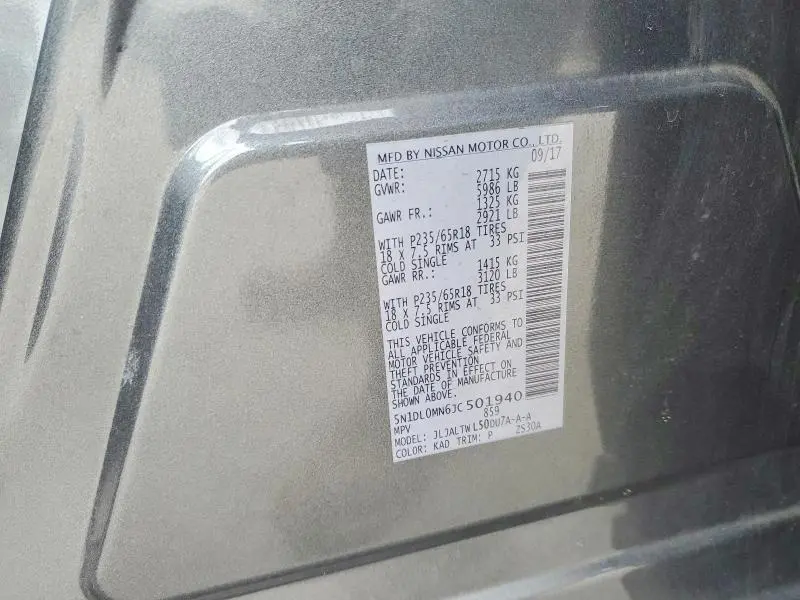 MFD BY NISSAN MOTOR CO., LTD.
DATE: 09/17
GVWR: 2715 KG
5986 LB
GAWR FR.: 1325 KG
2921 LB
WITH P235/65R18 TIRES
18 X 7.5 RIMS AT 33 PSI
COLD SINGLE
GAWR RR.: 1415 KG
3120 LB
WITH P235/65R18 TIRES
18 X 7.5 RIMS AT 33 PSI
COLD SINGLE
THIS VEHICLE CONFORMS TO
ALL APPLICABLE FEDERAL
MOTOR VEHICLE SAFETY AND
THEFT PREVENTION
STANDARDS IN EFFECT ON
THE DATE OF MANUFACTURE
SHOWN ABOVE.
5N1DL0MN6JC501940
MPV 859
MODEL: JLJALTWL50DU7A-A-A
COLOR: KAD TRIM: P 2S30A